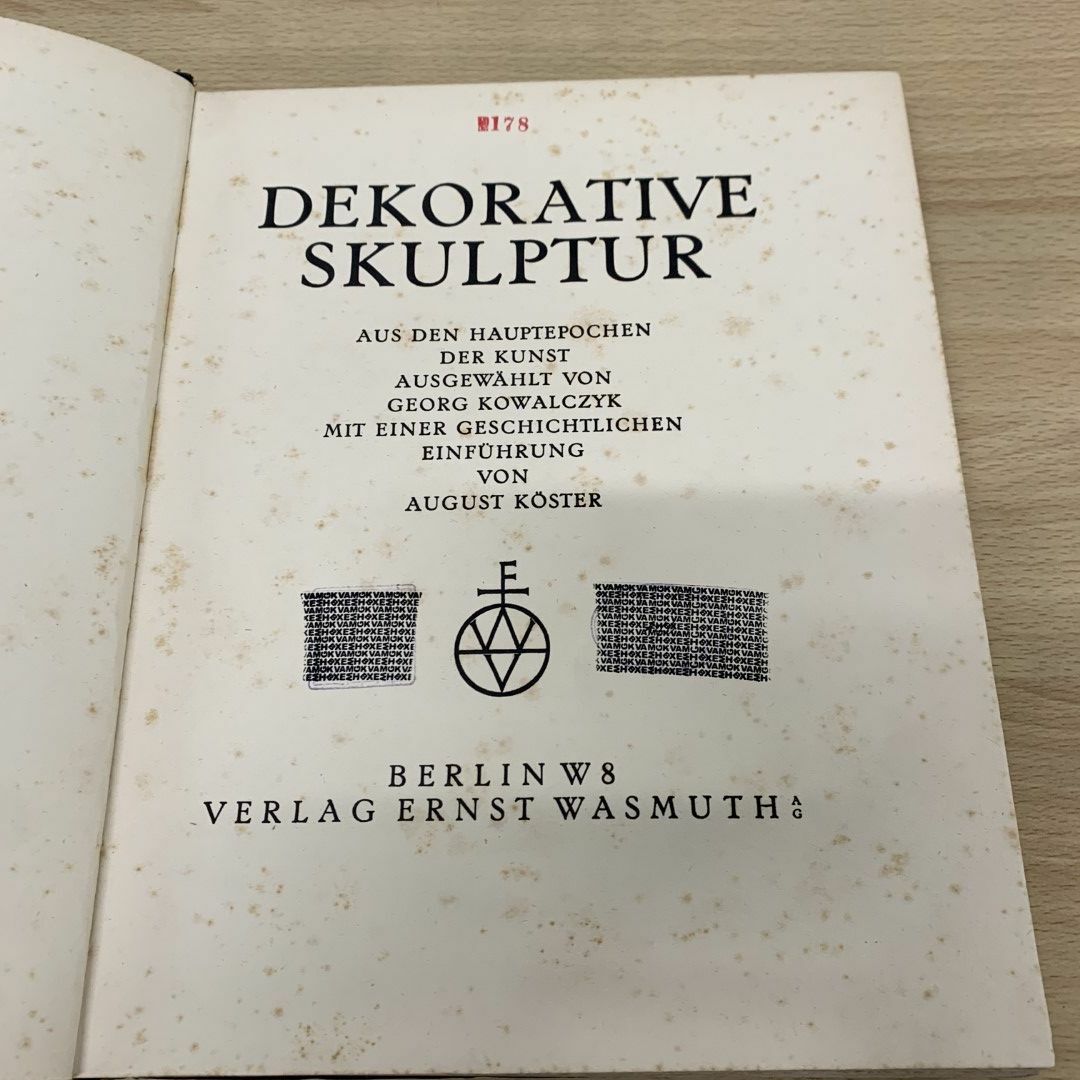 178
DEKORATIVE
SKULPTUR
AUS DEN HAUPTEPOCHEN
DER KUNST
AUSGEWÄHLT VON
GEORG KOWALCZYK
MIT EINER GESCHICHTLICHEN
EINFÜHRUNG
VON
AUGUST KÖSTER
BERLIN W 8
VERLAG ERNST WASMUTH AG